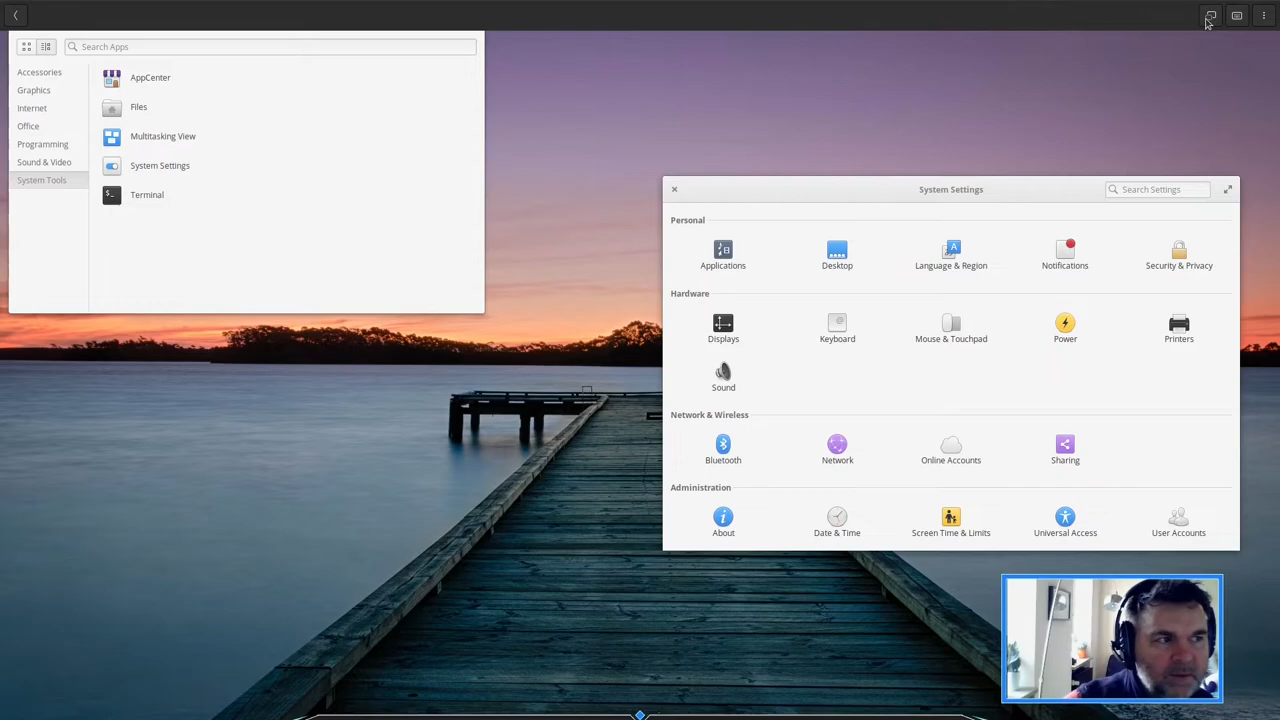 Search Apps
Accessories
Graphics
Internet
Office
Programming
Sound & Video
System Tools
AppCenter
Files
Multitasking View
System Settings
Terminal
System Settings
Search Settings
Personal
Applications
Desktop
Language & Region
Notifications
Security & Privacy
Hardware
Displays
Keyboard
Mouse & Touchpad
Power
Printers
Sound
Network & Wireless
Bluetooth
Network
Online Accounts
Sharing
Administration
About
Date & Time
Screen Time & Limits
Universal Access
User Accounts